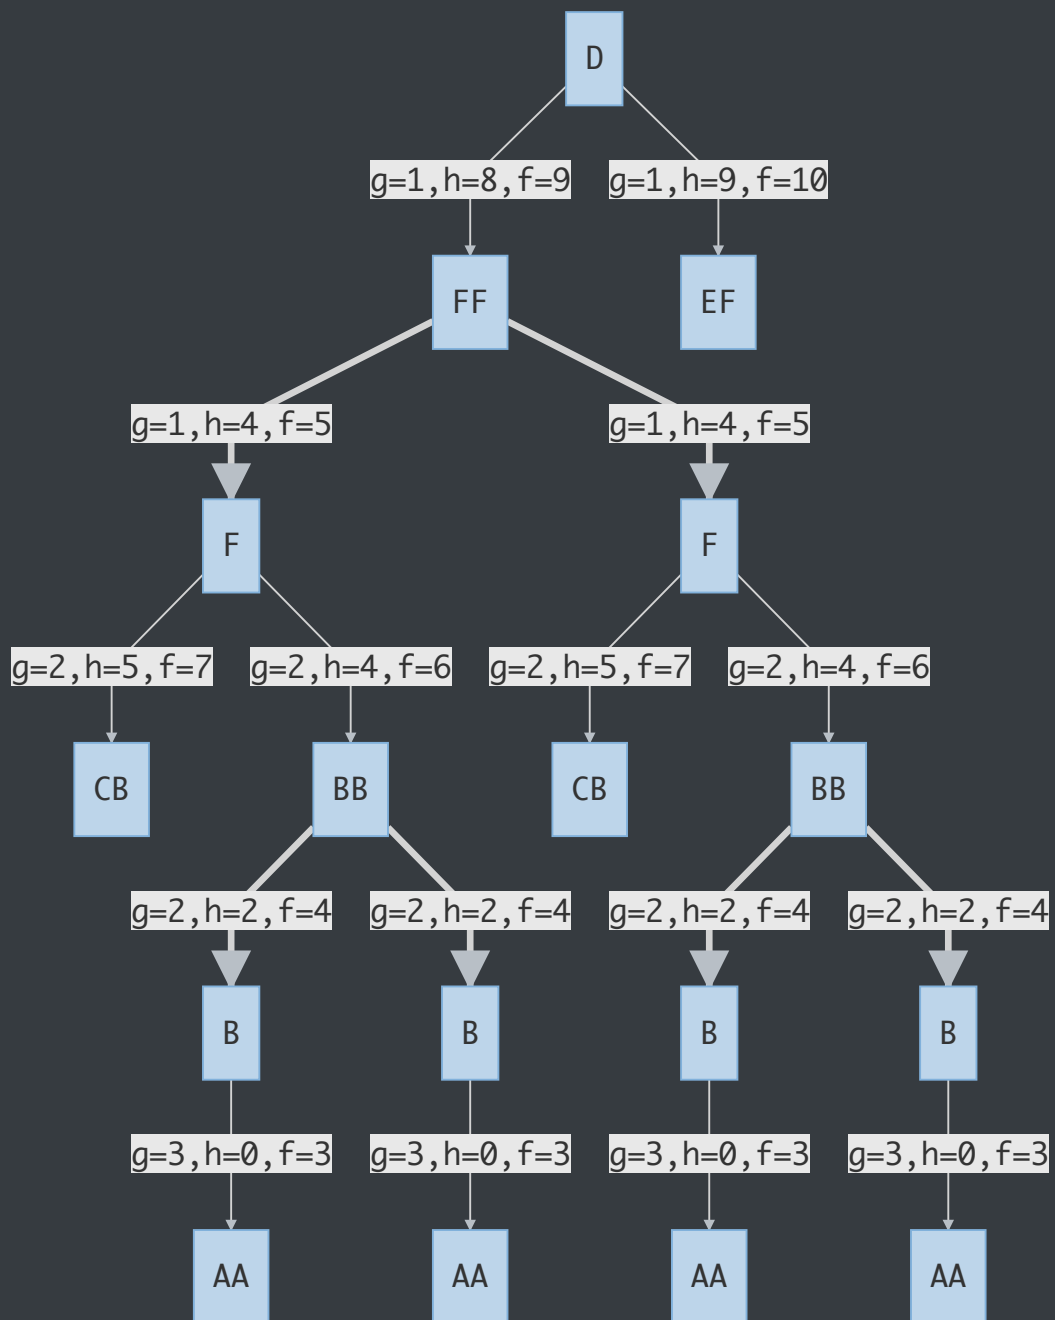 D
g=1,h=8,f=9
g=1,h=9,f=10
FF
EF
g=1,h=4,f=5
g=1,h=4,f=5
F
F
g=2,h=5,f=7
g=2,h=4,f=6
g=2,h=5,f=7
g=2,h=4,f=6
CB
BB
CB
BB
g=2,h=2,f=4
g=2,h=2,f=4
g=2,h=2,f=4
g=2,h=2,f=4
B
B
B
B
g=3,h=0,f=3
g=3,h=0,f=3
g=3,h=0,f=3
g=3,h=0,f=3
AA
AA
AA
AA